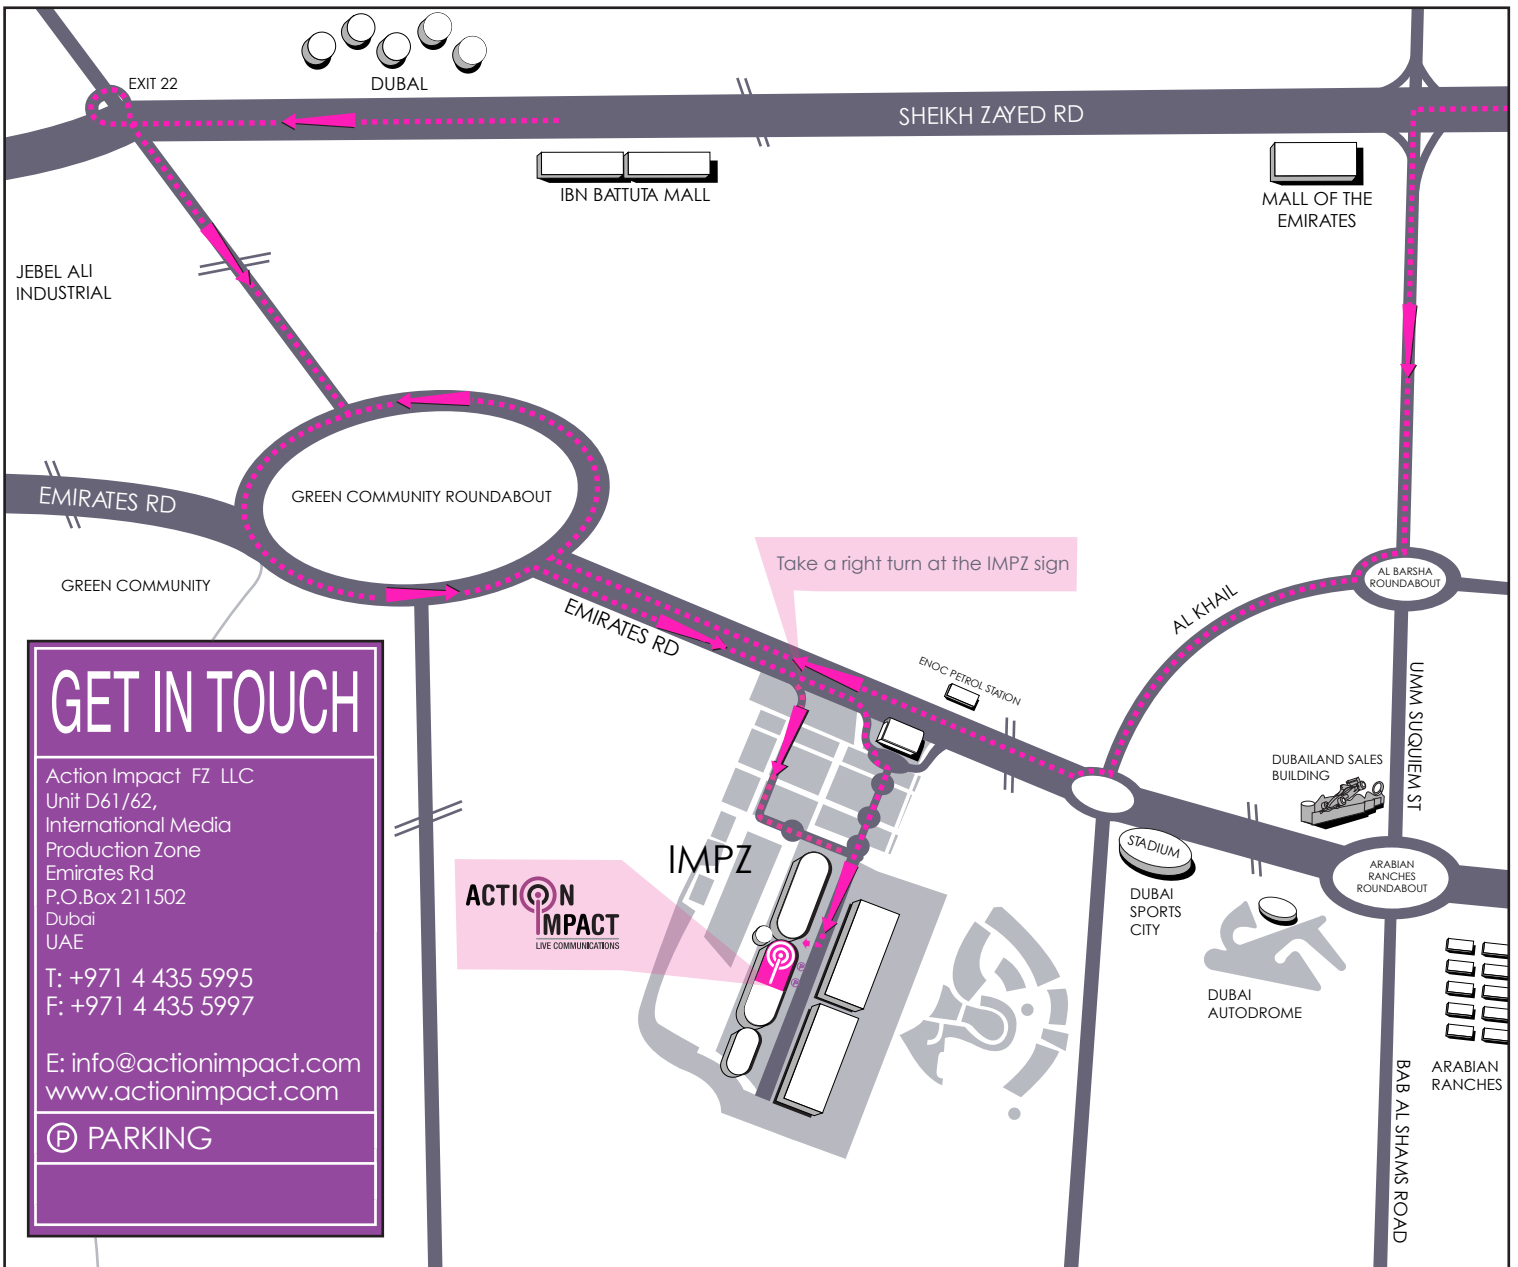 EXIT 22
DUBAL
SHEIKH ZAYED RD
IBN BATTUTA MALL
MALL OF THE
EMIRATES
JEBEL ALI
INDUSTRIAL
EMIRATES RD
GREEN COMMUNITY ROUNDABOUT
GREEN COMMUNITY
Take a right turn at the IMPZ sign
EMIRATES RD
ENOC PETROL STATION
AL KHAIL
AL BARSHA
ROUNDABOUT
UMM SUQUIEM ST
DUBAILAND SALES
BUILDING
STADIUM
DUBAI
SPORTS
CITY
ARABIAN
RANCHES
ROUNDABOUT
DUBAI
AUTODROME
ARABIAN
RANCHES
BAB AL SHAMS ROAD
IMPZ
ACTION
IMPACT
LIVE COMMUNICATIONS
P
P
GET IN TOUCH
Action Impact FZ LLC
Unit D61/62,
International Media
Production Zone
Emirates Rd
P.O.Box 211502
Dubai
UAE
T: +971 4 435 5995
F: +971 4 435 5997
E: info@actionimpact.com
www.actionimpact.com
P PARKING